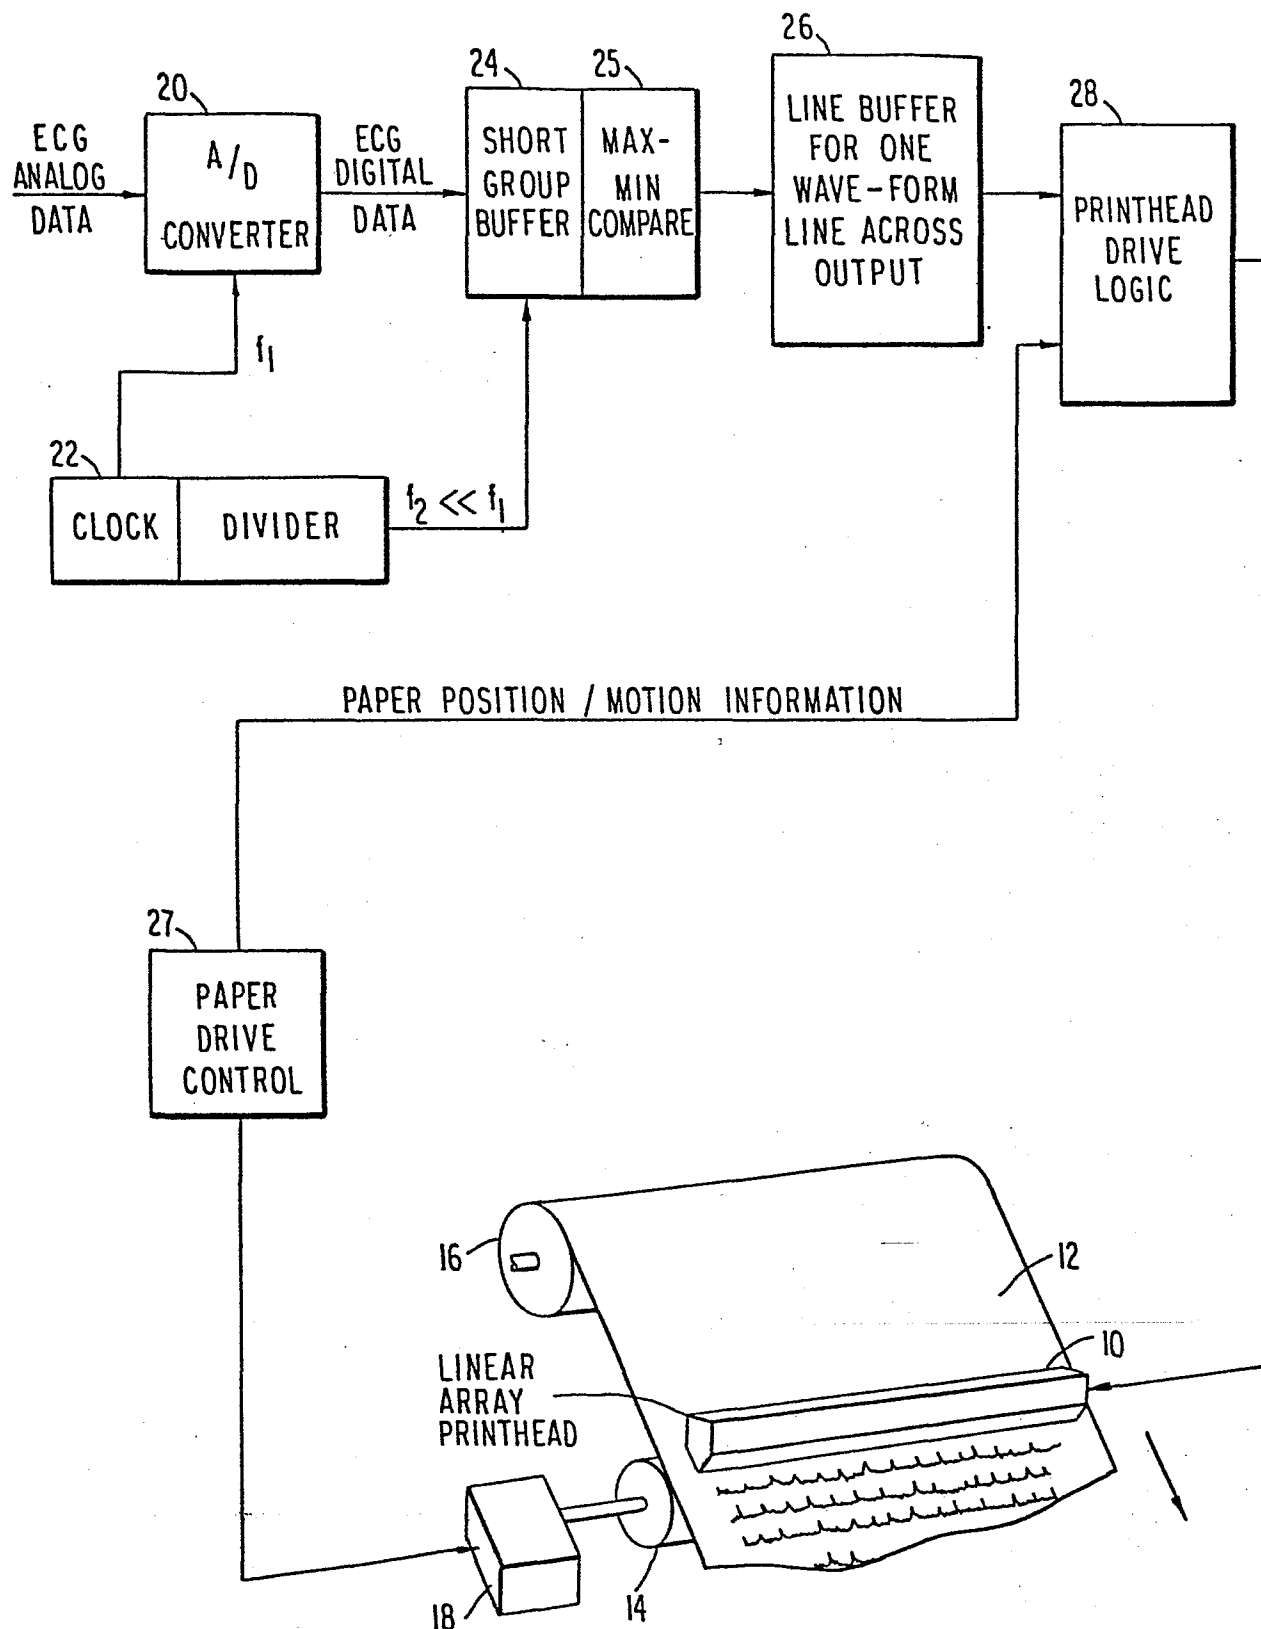 20
ECG
ANALOG
DATA
A/D
CONVERTER
ECG
DIGITAL
DATA
24
25
SHORT
GROUP
BUFFER
MAX-
MIN
COMPARE
26
LINE BUFFER
FOR ONE
WAVE-FORM
LINE ACROSS
OUTPUT
28
PRINTHEAD
DRIVE
LOGIC
f1
22
CLOCK
DIVIDER
f2 << f1
PAPER POSITION / MOTION INFORMATION
27
PAPER
DRIVE
CONTROL
16
12
10
LINEAR
ARRAY
PRINTHEAD
18
14